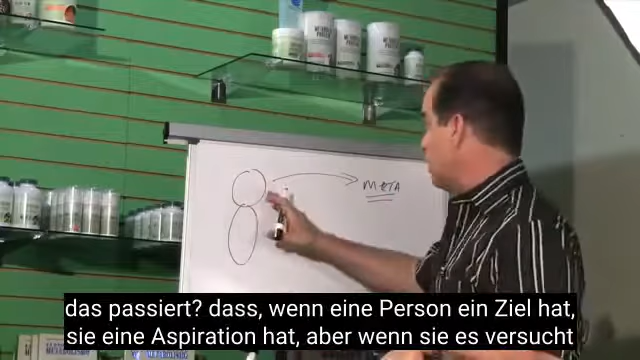 META
das passiert? dass, wenn eine Person ein Ziel hat,
sie eine Aspiration hat, aber wenn sie es versucht